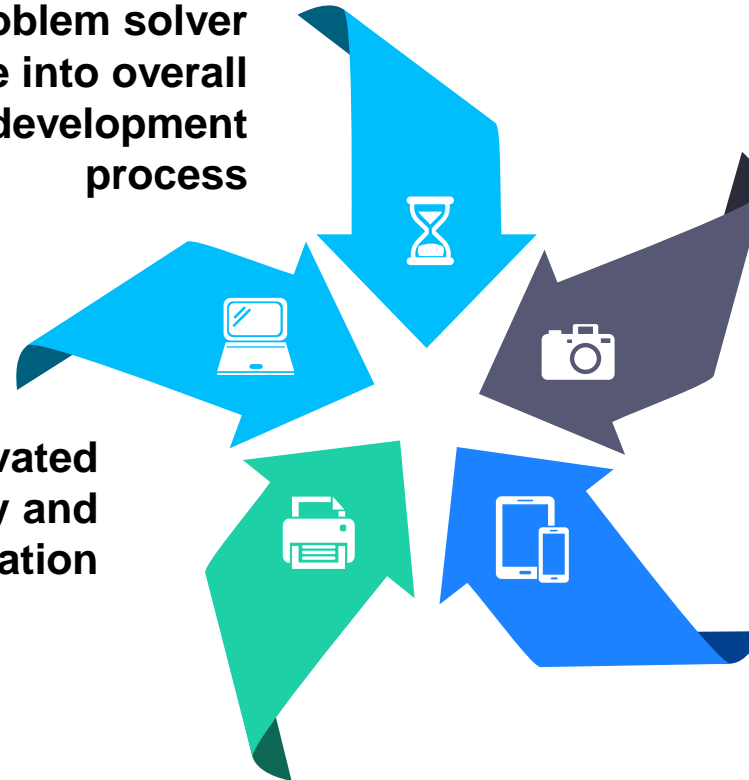 oblem solver
e into overall
development
process
vated
y and
ation